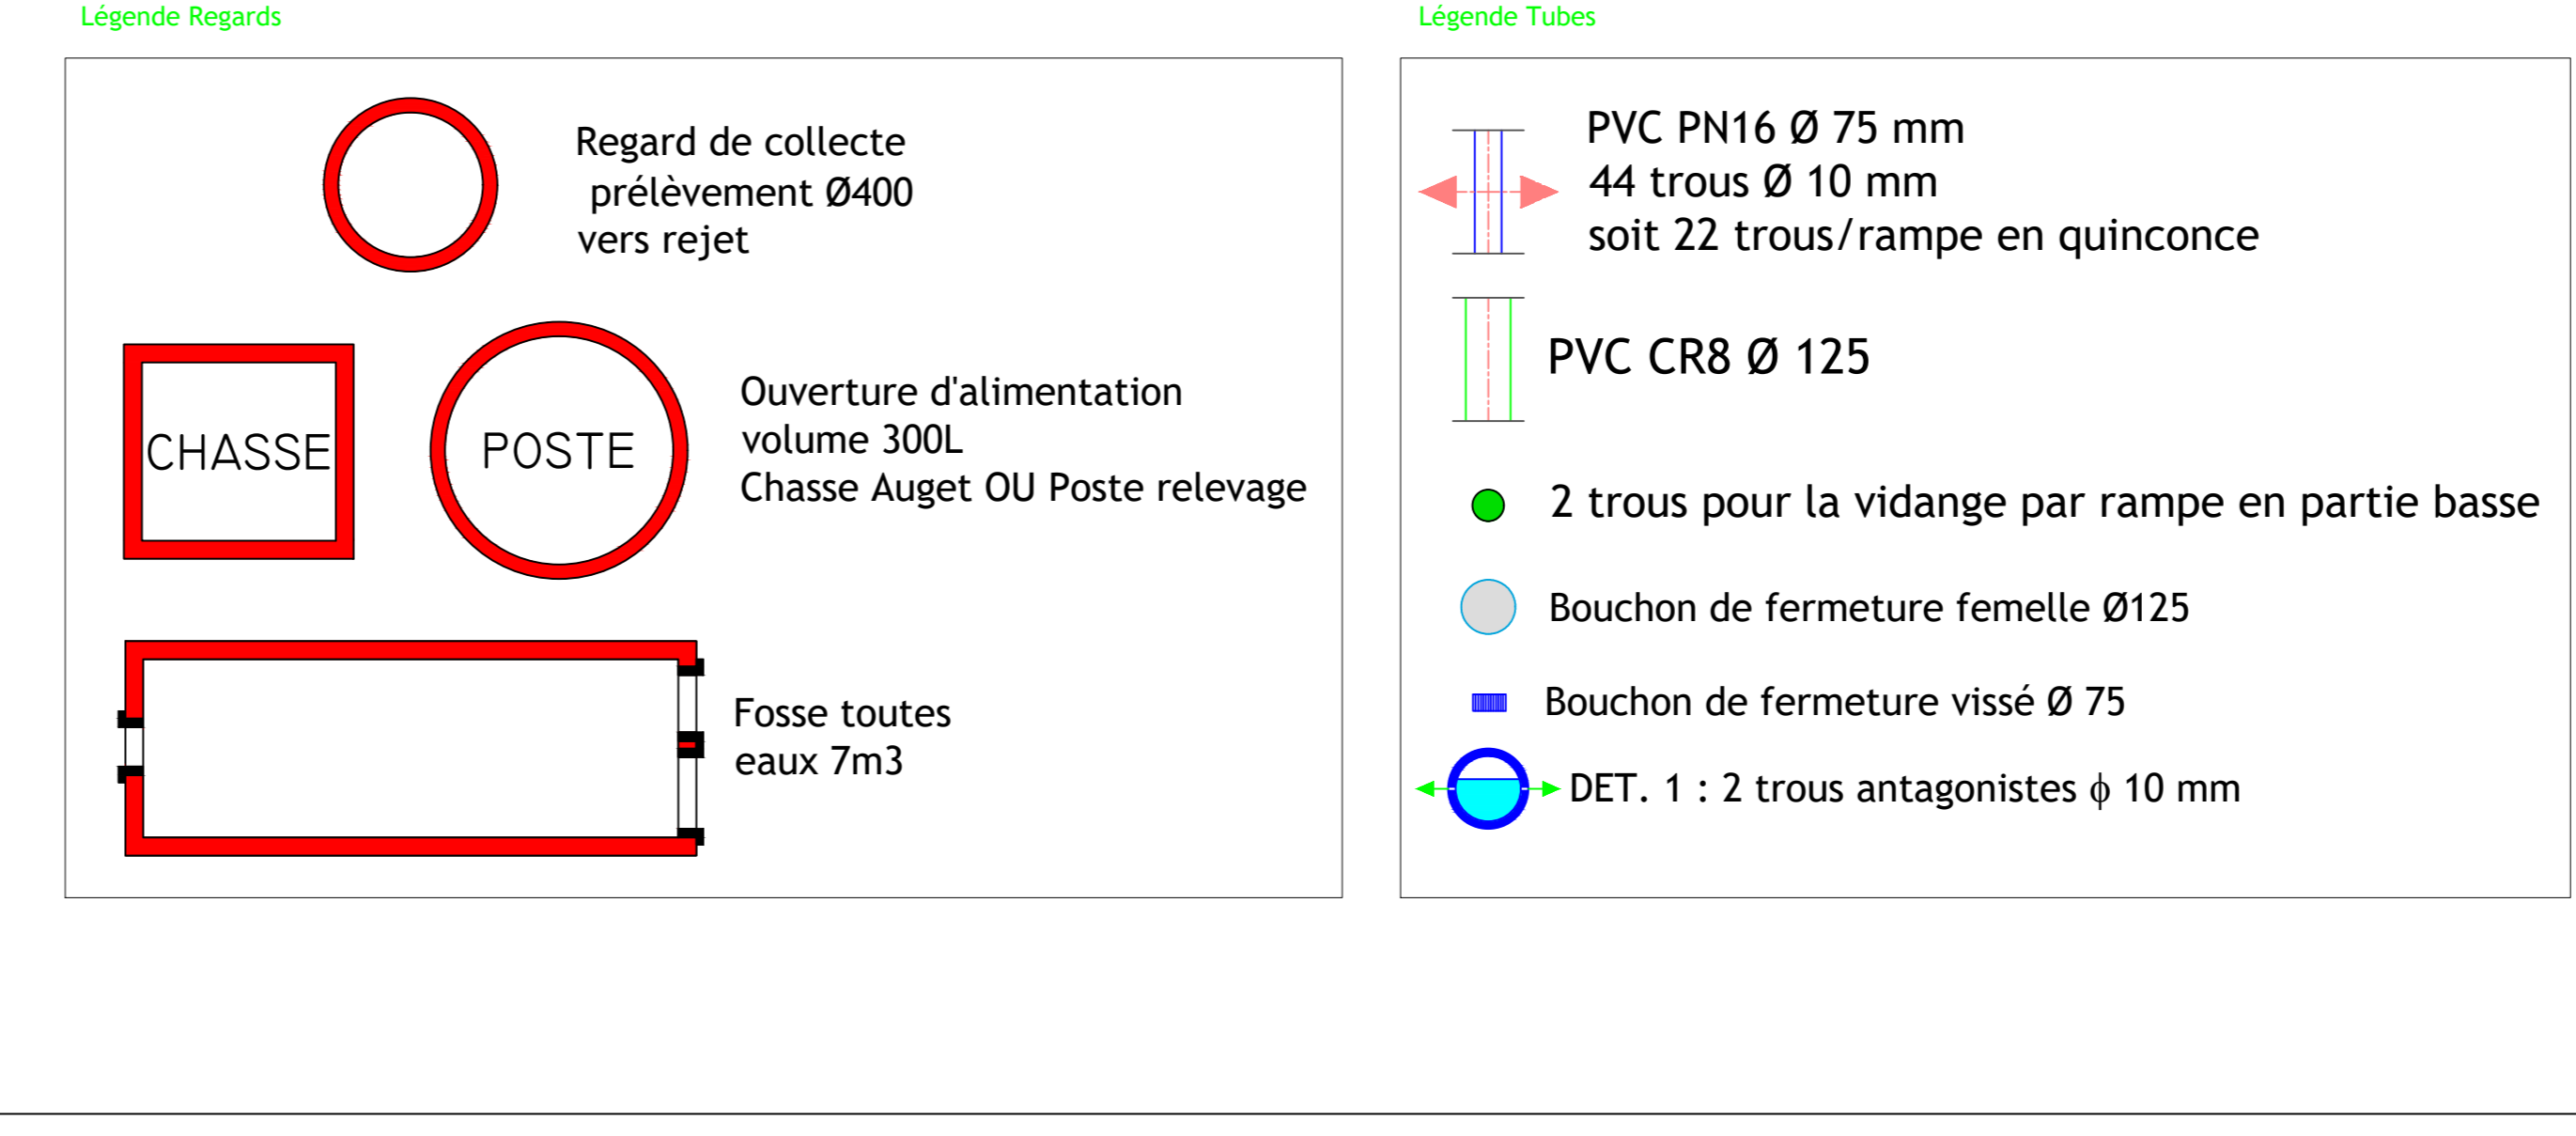 Légende Regards
Regard de collecte
prélèvement Ø400
vers rejet
CHASSE
POSTE
Ouverture d'alimentation
volume 300L
Chasse Auget OU Poste relevage
Fosse toutes
eaux 7m3
Légende Tubes
PVC PN16 Ø 75 mm
44 trous Ø 10 mm
soit 22 trous/rampe en quinconce
PVC CR8 Ø 125
2 trous pour la vidange par rampe en partie basse
Bouchon de fermeture femelle Ø125
Bouchon de fermeture vissé Ø 75
DET. 1 : 2 trous antagonistes ϕ 10 mm